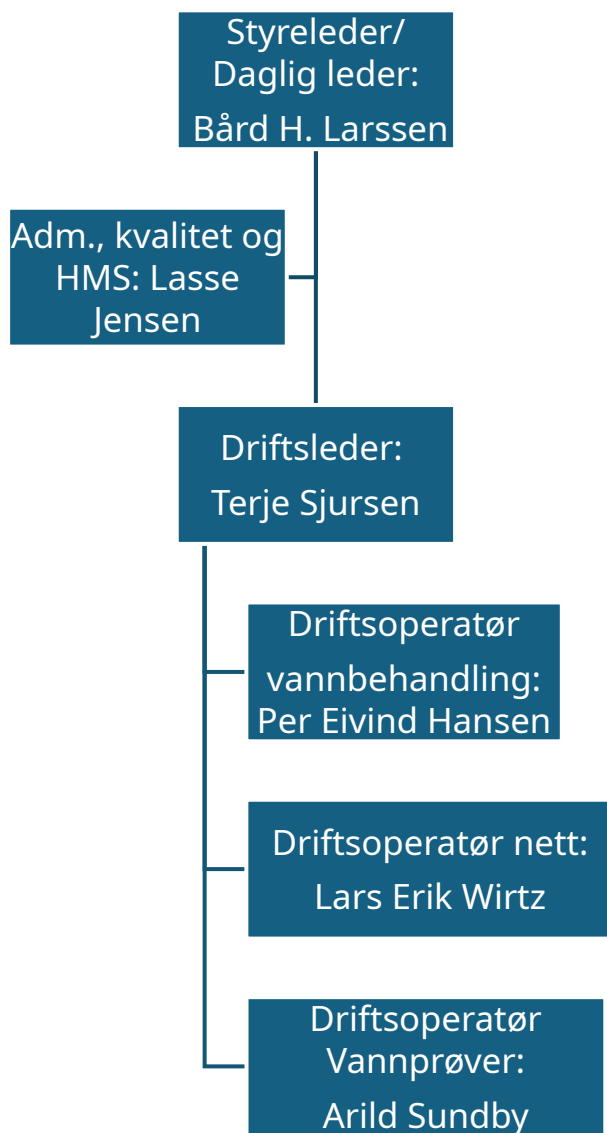 Styreleder/
Daglig leder:
Bård H. Larssen
Adm., kvalitet og
HMS: Lasse
Jensen
Driftsleder:
Terje Sjursen
Driftsoperatør
vannbehandling:
Per Eivind Hansen
Driftsoperatør nett:
Lars Erik Wirtz
Driftsoperatør
Vannprøver:
Arild Sundby